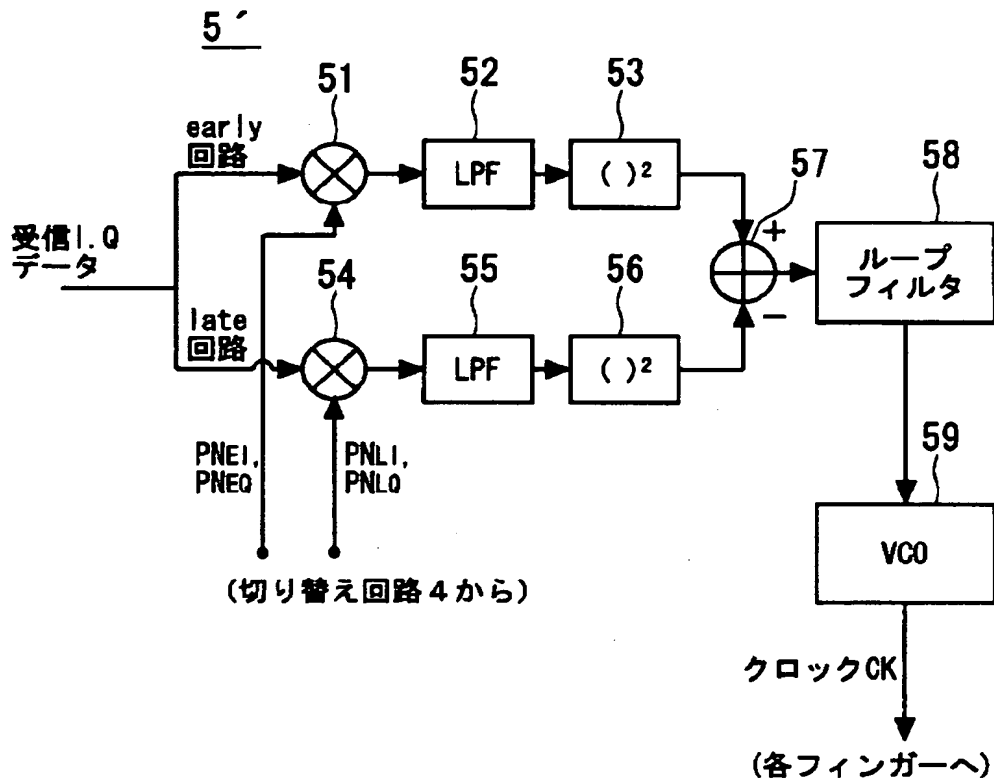 5´
51
52
53
early
回路
LPF
( )²
57
58
受信I.Q
データ
+
ループ
フィルタ
54
55
56
−
late
回路
LPF
( )²
PNEI,
PNEQ
PNLI,
PNLQ
59
VCO
(切り替え回路4から)
クロックCK
(各フィンガーへ)